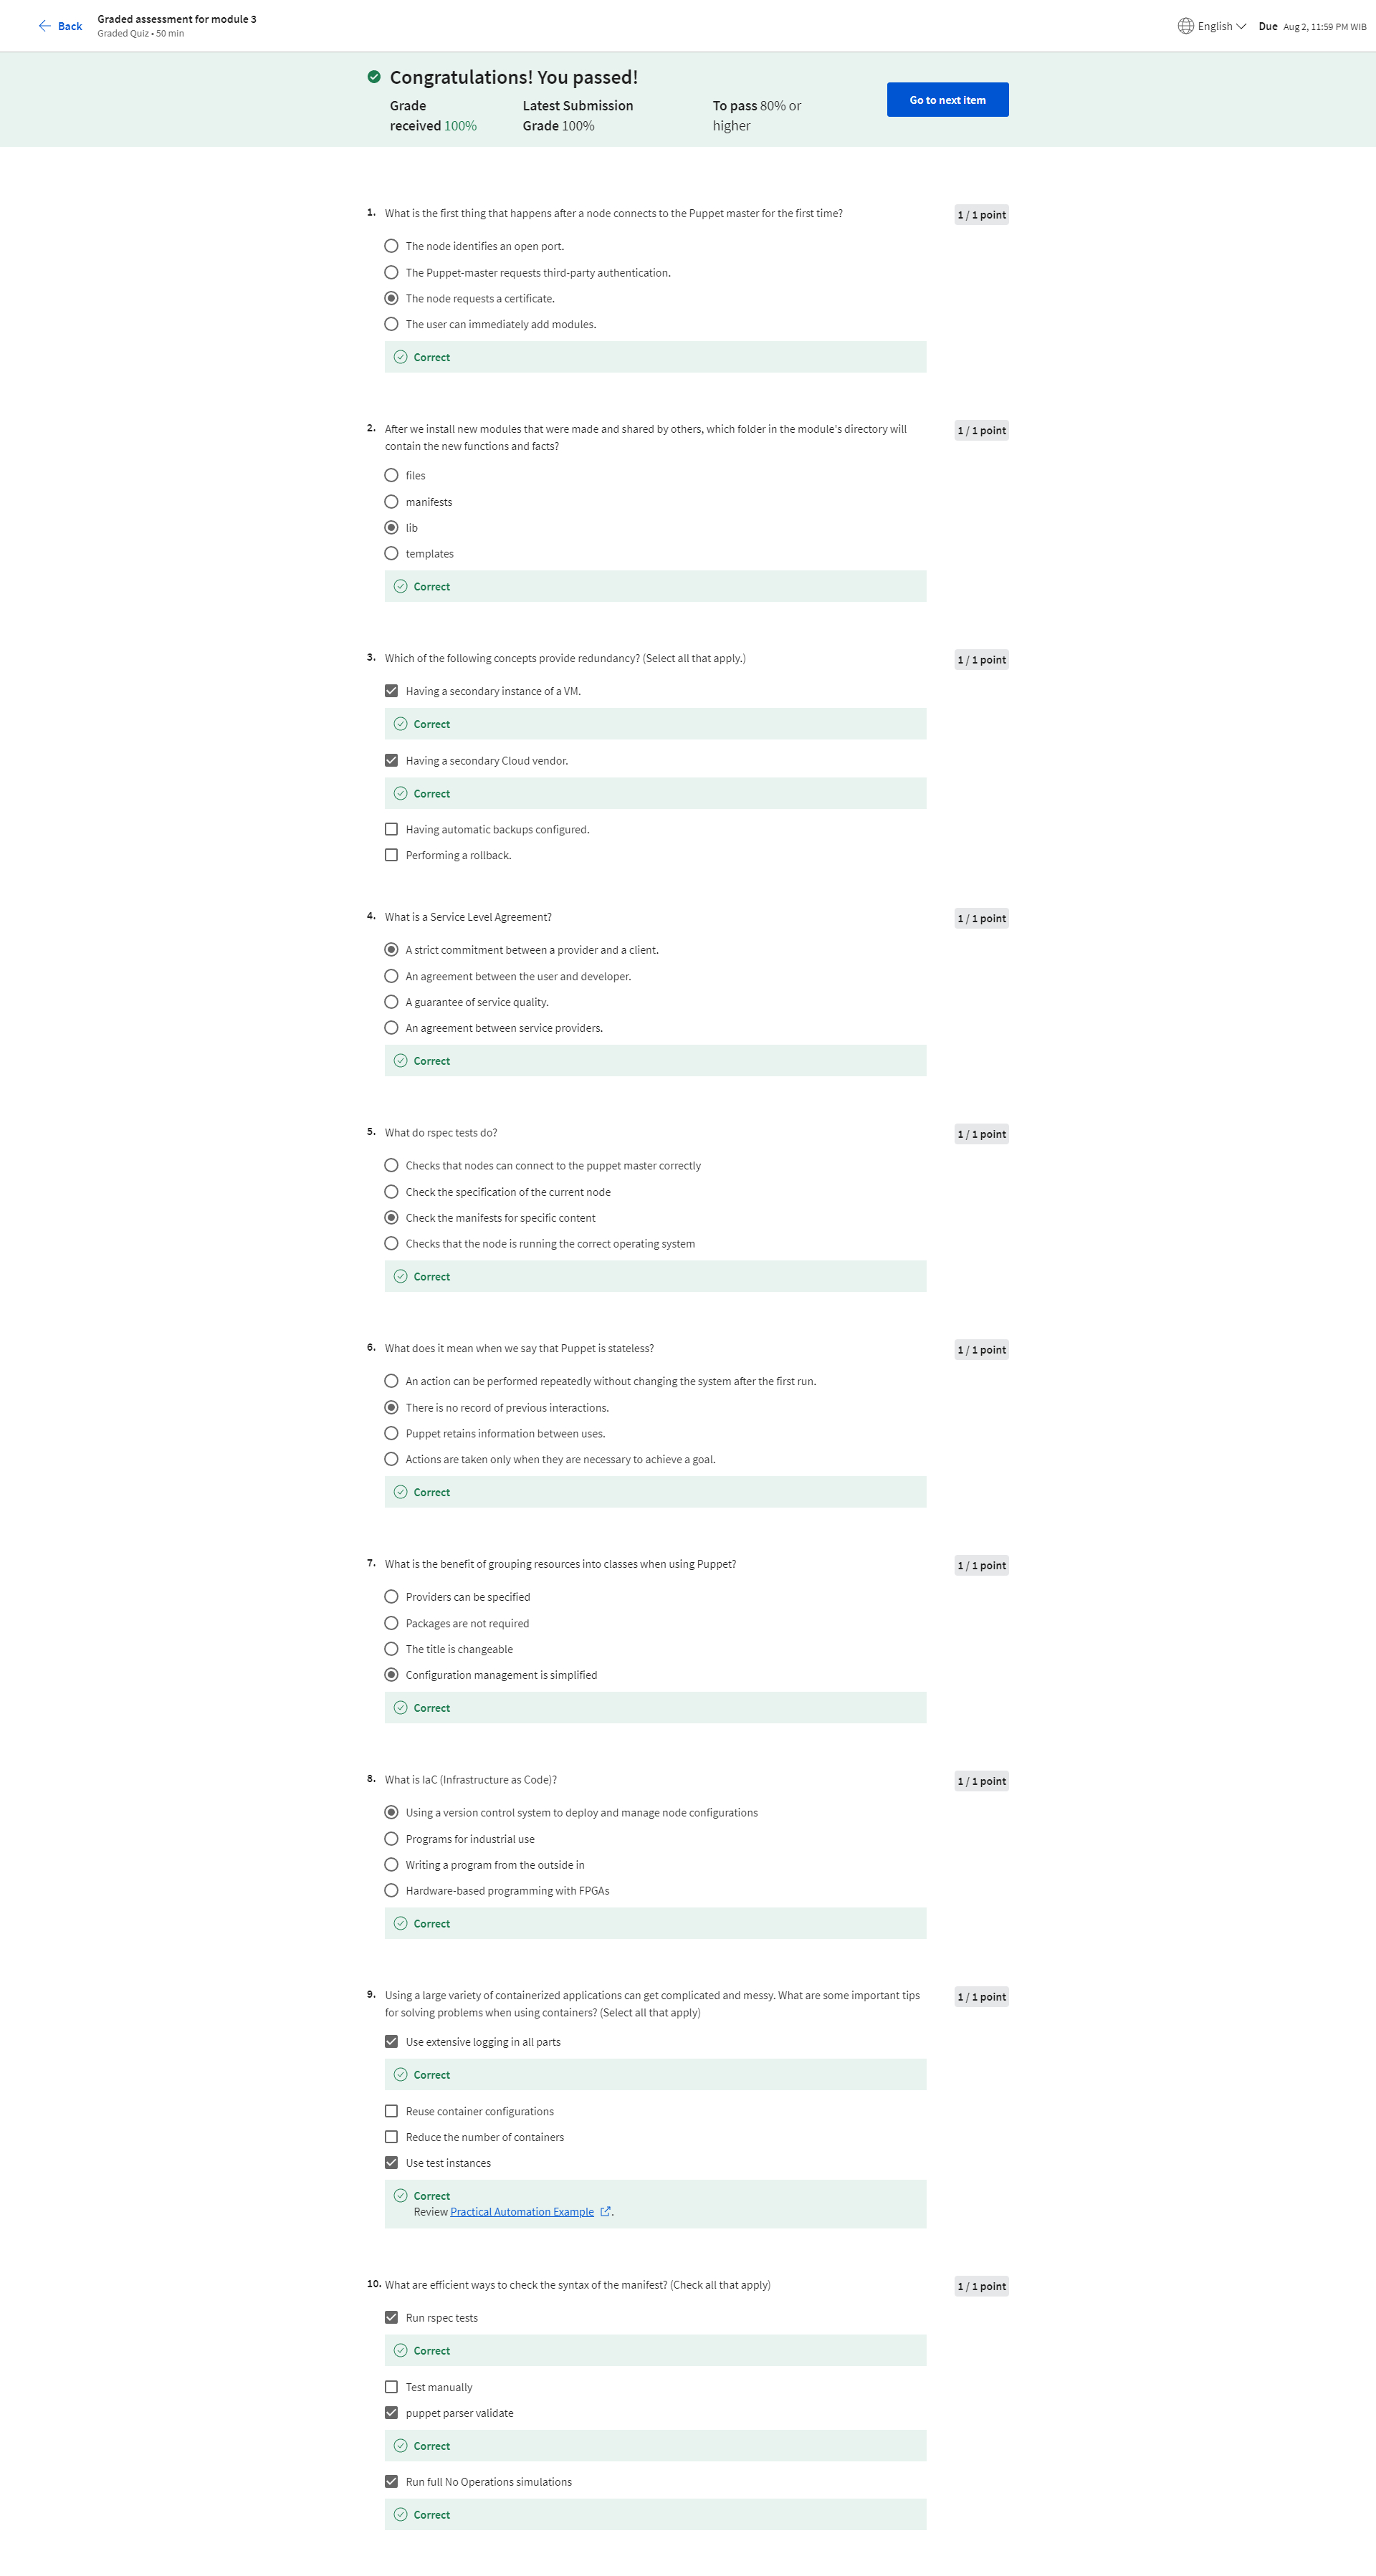 Back
Graded assessment for module 3
Graded Quiz • 50 min
English
Due Aug 2, 11:59 PM WIB
Congratulations! You passed!
Grade
received 100%
Latest Submission
Grade 100%
To pass 80% or
higher
Go to next item
1. What is the first thing that happens after a node connects to the Puppet master for the first time?
1 / 1 point
The node identifies an open port.
The Puppet-master requests third-party authentication.
The node requests a certificate.
The user can immediately add modules.
Correct
2. After we install new modules that were made and shared by others, which folder in the module's directory will
contain the new functions and facts?
1 / 1 point
files
manifests
lib
templates
Correct
3. Which of the following concepts provide redundancy? (Select all that apply.)
1 / 1 point
Having a secondary instance of a VM.
Correct
Having a secondary Cloud vendor.
Correct
Having automatic backups configured.
Performing a rollback.
4. What is a Service Level Agreement?
1 / 1 point
A strict commitment between a provider and a client.
An agreement between the user and developer.
A guarantee of service quality.
An agreement between service providers.
Correct
5. What do rspec tests do?
1 / 1 point
Checks that nodes can connect to the puppet master correctly
Check the specification of the current node
Check the manifests for specific content
Checks that the node is running the correct operating system
Correct
6. What does it mean when we say that Puppet is stateless?
1 / 1 point
An action can be performed repeatedly without changing the system after the first run.
There is no record of previous interactions.
Puppet retains information between uses.
Actions are taken only when they are necessary to achieve a goal.
Correct
7. What is the benefit of grouping resources into classes when using Puppet?
1 / 1 point
Providers can be specified
Packages are not required
The title is changeable
Configuration management is simplified
Correct
8. What is IaC (Infrastructure as Code)?
1 / 1 point
Using a version control system to deploy and manage node configurations
Programs for industrial use
Writing a program from the outside in
Hardware-based programming with FPGAs
Correct
9. Using a large variety of containerized applications can get complicated and messy. What are some important tips
for solving problems when using containers? (Select all that apply)
1 / 1 point
Use extensive logging in all parts
Correct
Reuse container configurations
Reduce the number of containers
Use test instances
Correct
Review Practical Automation Example .
10. What are efficient ways to check the syntax of the manifest? (Check all that apply)
1 / 1 point
Run rspec tests
Correct
Test manually
puppet parser validate
Correct
Run full No Operations simulations
Correct